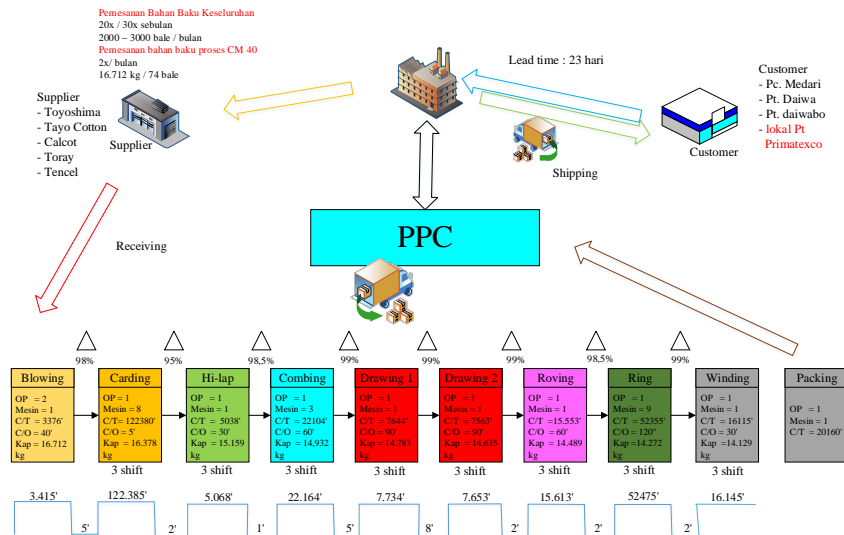 Pemesanan Bahan Baku Keseluruhan
20x / 30x sebulan
2000 – 3000 bale / bulan
Pemesanan bahan baku proses CM 40
2x/ bulan
16.712 kg / 74 bale
Supplier
- Toyoshima
- Tayo Cotton
- Calcot
- Toray
- Tencel
Supplier
Lead time : 23 hari
Shipping
Customer
- Pc. Medari
- Pt. Daiwa
- Pt. daiwabo
- lokal Pt
Primatexco
Customer
Receiving
PPC
98%
95%
98,5%
99%
99%
99%
98,5%
99%
Blowing
OP = 2
Mesin = 1
C/T = 3376'
C/O = 40'
Kap = 16.712
kg
Carding
OP = 1
Mesin = 8
C/T= 122380'
C/O = 5'
Kap = 16.378
kg
3 shift
Hi-lap
OP = 1
Mesin = 1
C/T = 5038'
C/O = 30'
Kap = 15.159
kg
3 shift
Combing
OP = 1
Mesin = 3
C/T = 22104'
C/O = 60'
Kap = 14,932
kg
3 shift
Drawing 1
OP = 1
Mesin = 1
C/T = 7644'
C/O = 90'
Kap = 14.783
kg
3 shift
Drawing 2
OP = 1
Mesin = 1
C/T = 7563'
C/O = 90'
Kap = 14.635
kg
3 shift
Roving
OP = 1
Mesin = 1
C/T =15.553'
C/O = 60'
Kap = 14.489
kg
3 shift
Ring
OP = 1
Mesin = 9
C/T = 52355'
C/O = 120'
Kap = 14.272
kg
3 shift
Winding
OP = 1
Mesin = 1
C/T = 16115'
C/O = 30'
Kap = 14.129
kg
3 shift
Packing
OP = 1
Mesin = 1
C/T = 20160'
3.415'
122.385'
5.068'
22.164'
7.734'
7.653'
15.613'
52475'
16.145'
5'
2'
1'
5'
8'
2'
2'
2'